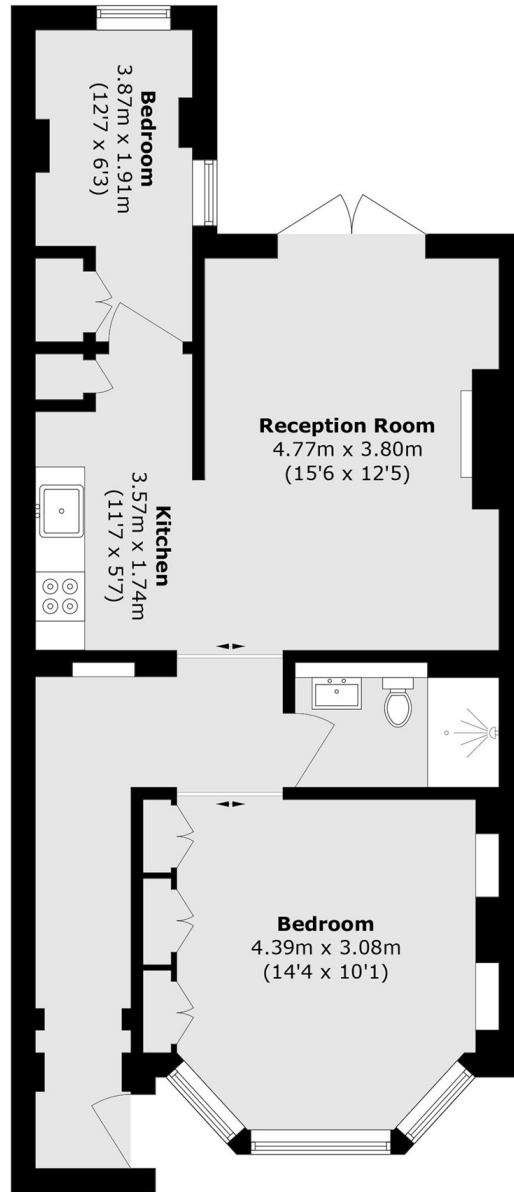 Bedroom
3.87m x 1.91m
(12'7 x 6'3)
Reception Room
4.77m x 3.80m
(15'6 x 12'5)
Kitchen
3.57m x 1.74m
(11'7 x 5'7)
Bedroom
4.39m x 3.08m
(14'4 x 10'1)